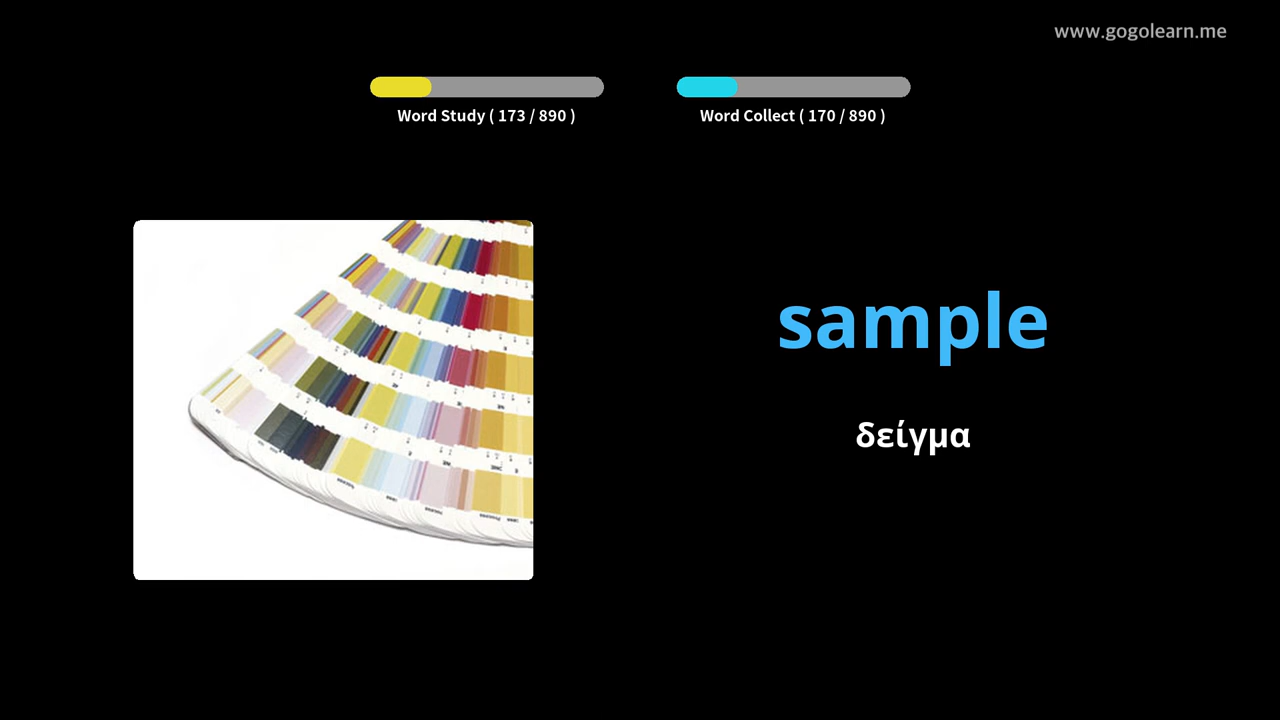 www.gogolearn.me
Word Study ( 173 / 890 )
Word Collect ( 170 / 890 )
sample
δείγμα